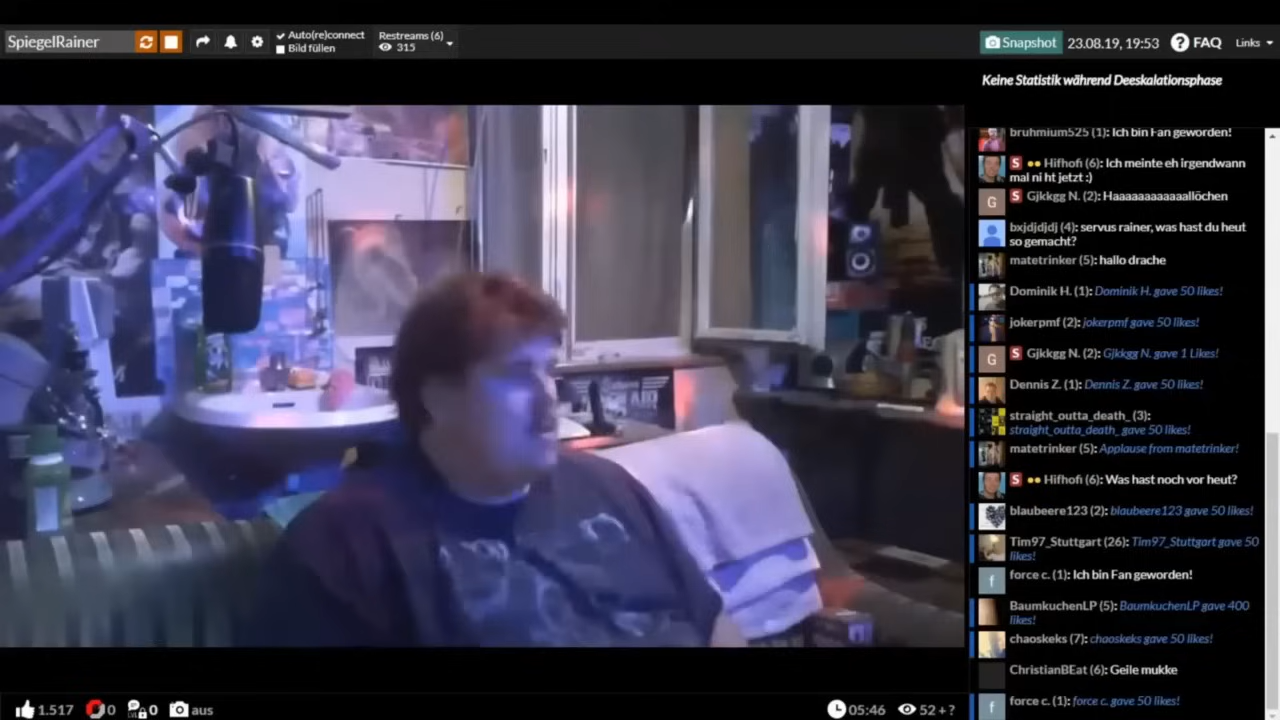 SpiegelRainer
Auto(re)connect
Bild füllen
Restreams (6)
315
Snapshot
23.08.19, 19:53
FAQ
Links
Keine Statistik während Deeskalationsphase
bruhmium525 (1): Ich bin Fan geworden!
S Hifhofi (6): Ich meinte eh irgendwann
mal ni ht jetzt :)
G
S Gjkkgg N. (2): Haaaaaaaaaaaallöchen
bxjdjdjdj (4): servus rainer, was hast du heut
so gemacht?
matetrinker (5): hallo drache
Dominik H. (1): Dominik H. gave 50 likes!
jokerpmf (2): jokerpmf gave 50 likes!
G
S Gjkkgg N. (2): Gjkkgg N. gave 1 Likes!
Dennis Z. (1): Dennis Z. gave 50 likes!
straight_outta_death_ (3):
straight_outta_death_ gave 50 likes!
matetrinker (5): Applause from matetrinker!
S Hifhofi (6): Was hast noch vor heut?
blaubeere123 (2): blaubeere123 gave 50 likes!
Tim97_Stuttgart (26): Tim97_Stuttgart gave 50
likes!
f
force c. (1): Ich bin Fan geworden!
BaumkuchenLP (5): BaumkuchenLP gave 400
likes!
chaoskeks (7): chaoskeks gave 50 likes!
ChristianBEat (6): Geile mukke
f
force c. (1): force c. gave 50 likes!
1.517
0
0
aus
05:46
52 + ?